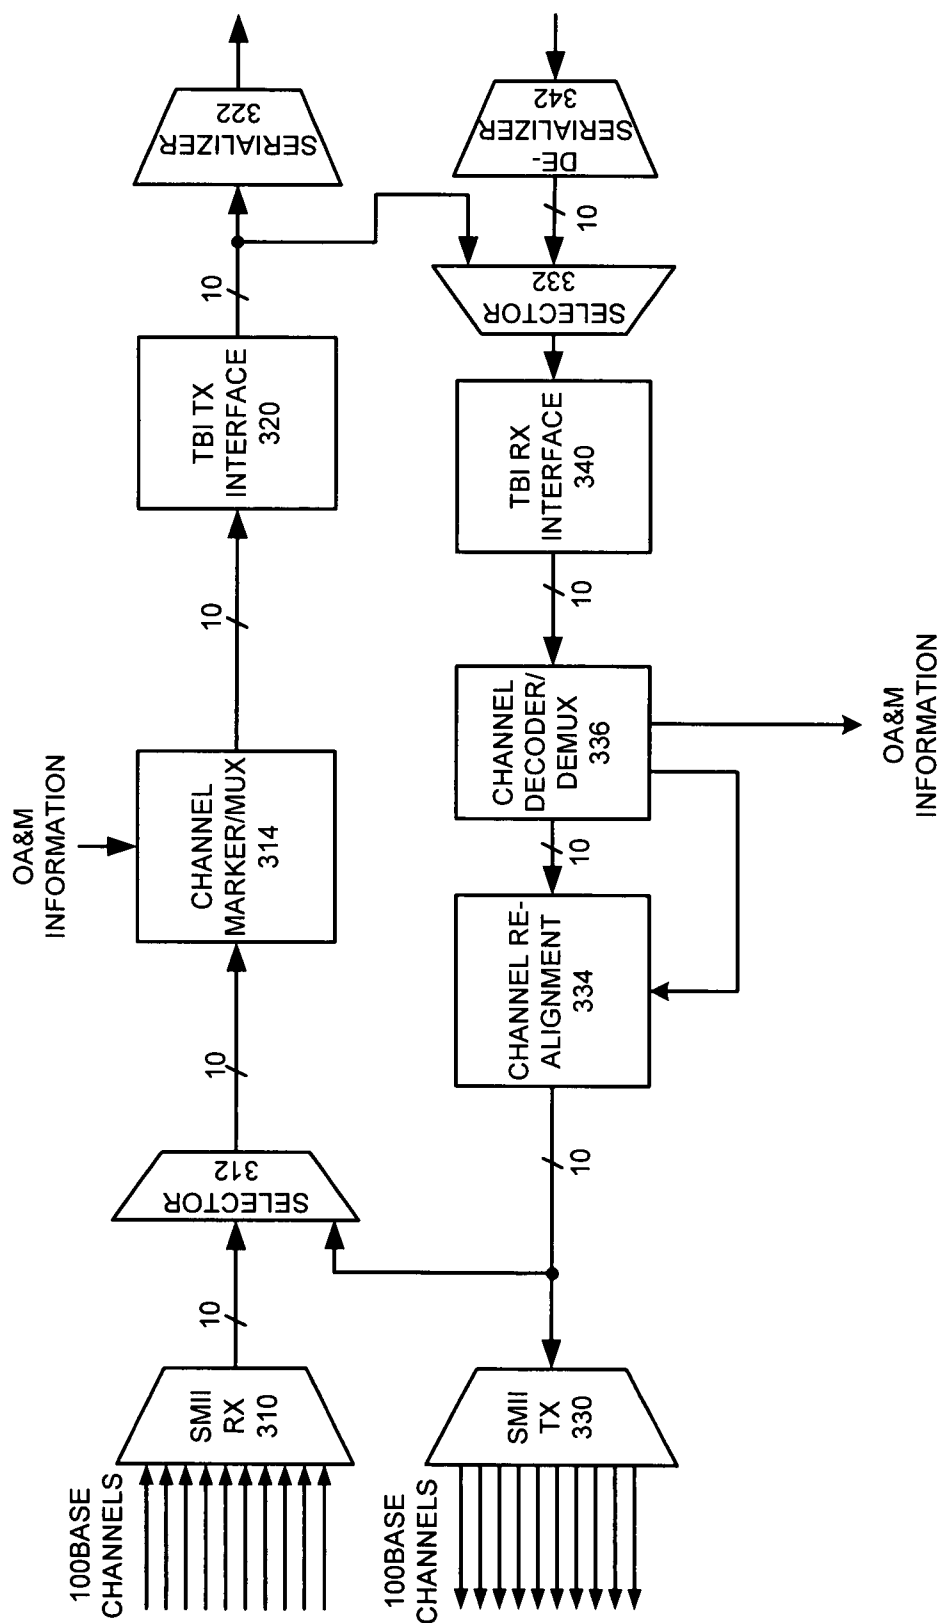 100BASE
CHANNELS
SMII
RX
310
10
SELECTOR
312
10
OA&M
INFORMATION
CHANNEL
MARKER/MUX
314
10
TBI TX
INTERFACE
320
10
SERIALIZER
322
100BASE
CHANNELS
SMII
TX
330
10
CHANNEL RE-
ALIGNMENT
334
10
CHANNEL
DECODER/
DEMUX
336
OA&M
INFORMATION
10
TBI RX
INTERFACE
340
SELECTOR
332
10
DE-
SERIALIZER
342